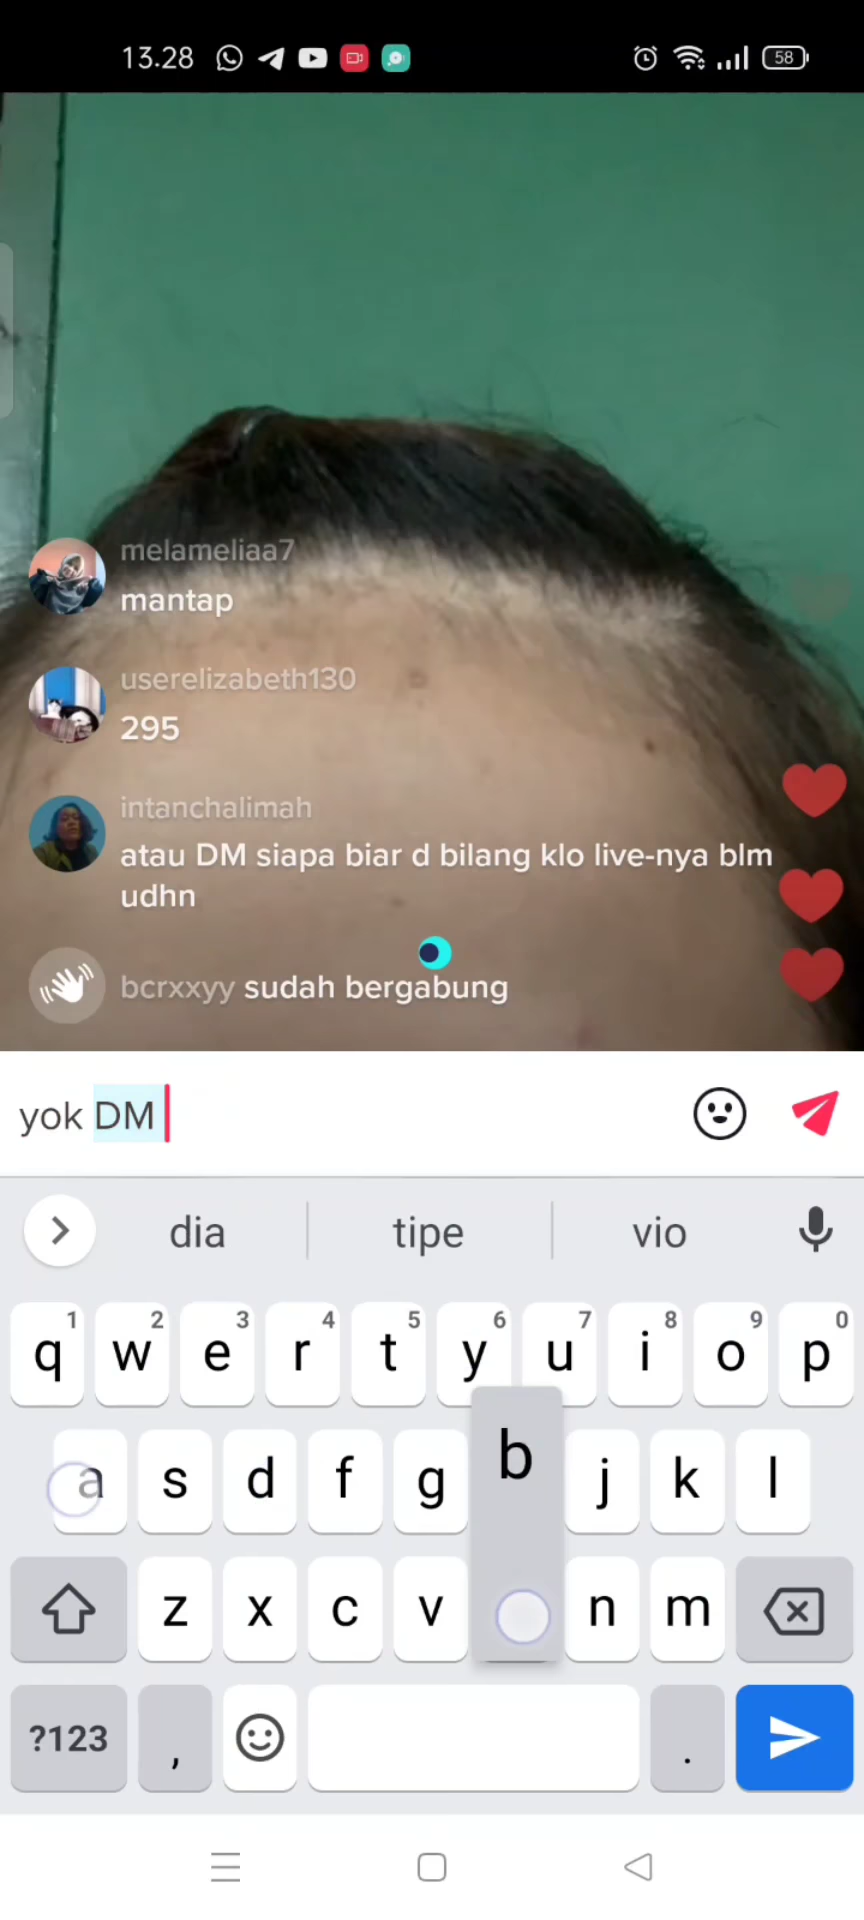 13.28
58
melameliaa7
mantap
userelizabeth130
295
intanchalimah
atau DM siapa biar d bilang klo live-nya blm
udhn
bcrxxyy sudah bergabung
yok DM
dia tipe vio
1 2 3 4 5 6 7 8 9 0
q w e r t y u i o p
a s d f g b j k l
z x c v n m
?123 , .